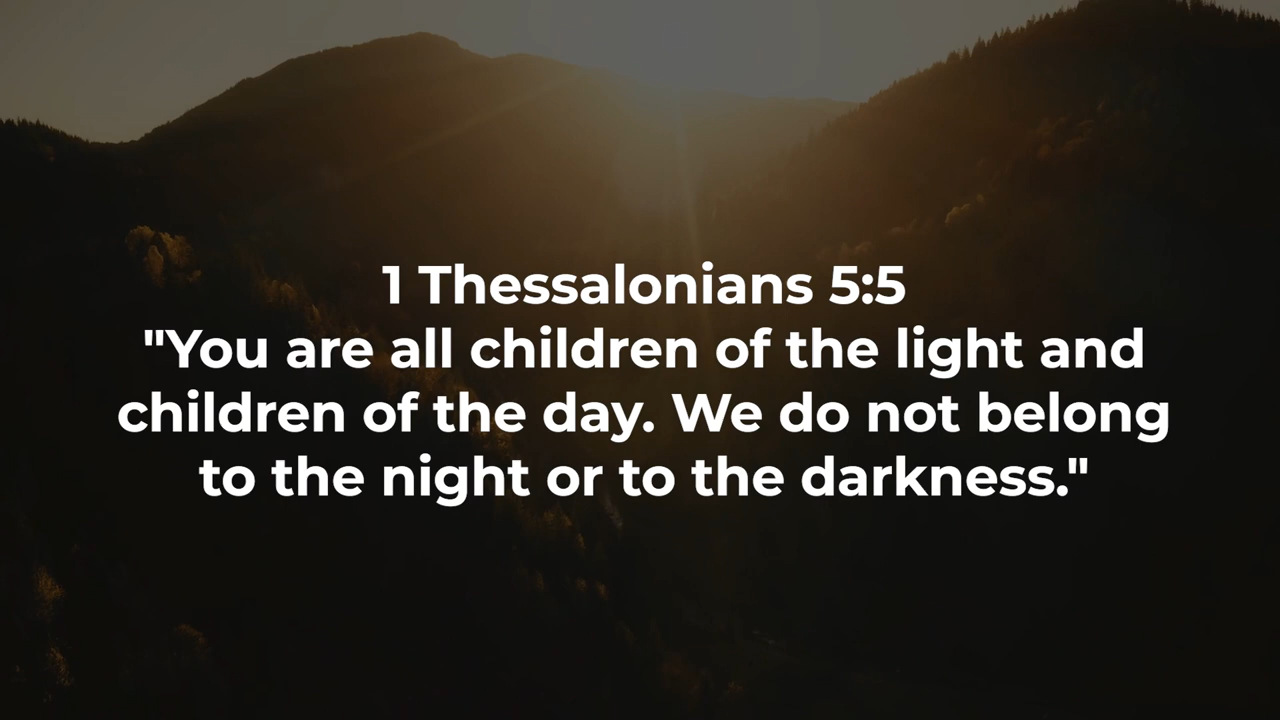 1 Thessalonians 5:5
"You are all children of the light and
children of the day. We do not belong
to the night or to the darkness."